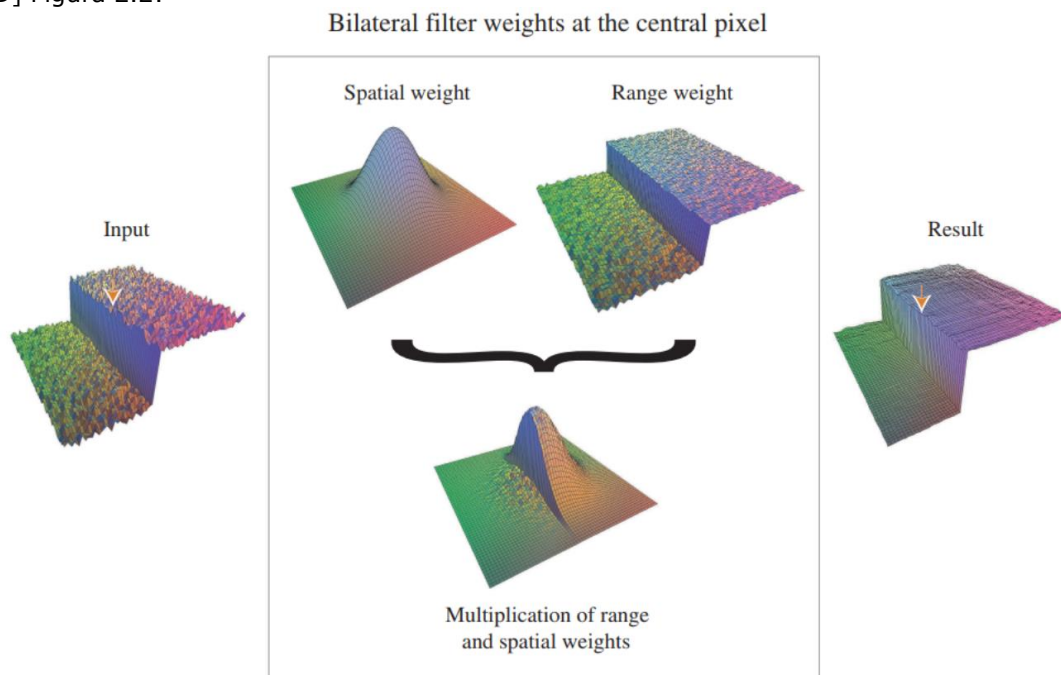 Bilateral filter weights at the central pixel
Spatial weight
Range weight
Input
Result
Multiplication of range
and spatial weights